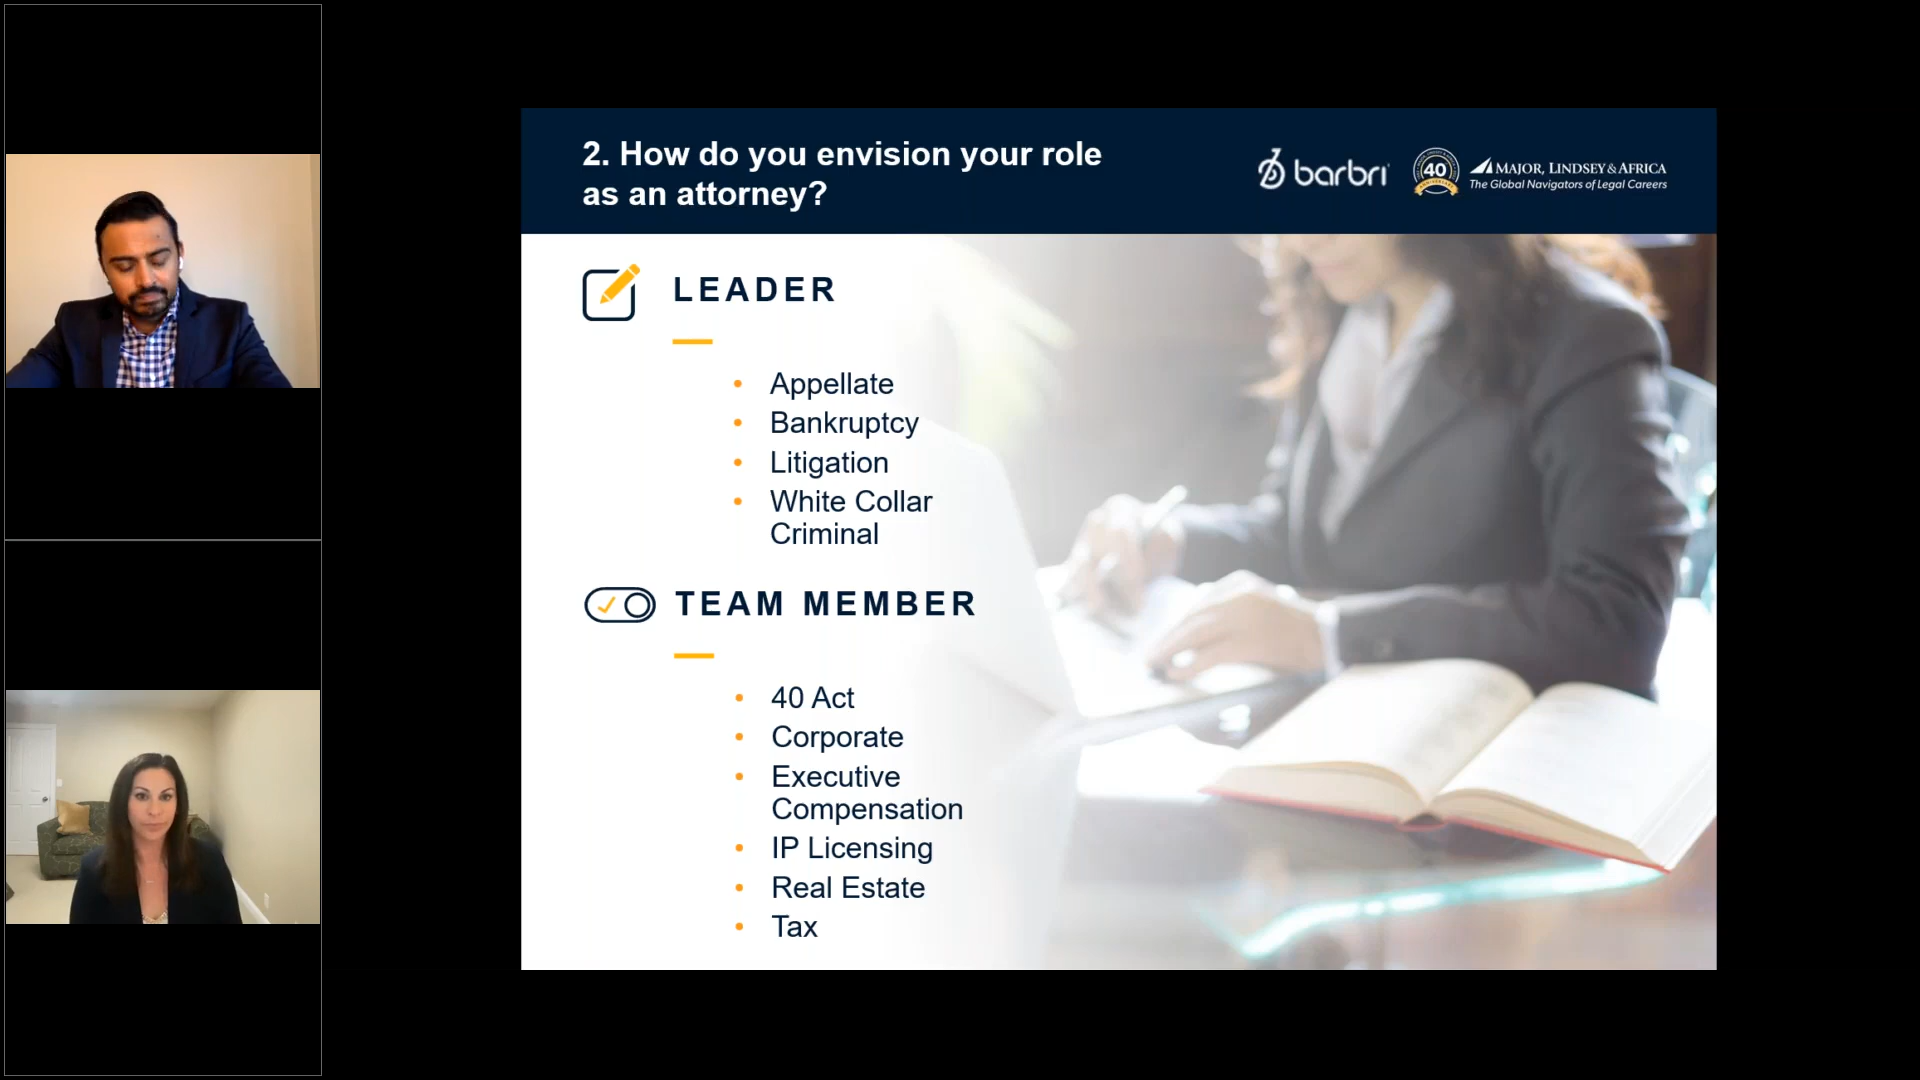 2. How do you envision your role
as an attorney?
barbri
40
MAJOR, LINDSEY & AFRICA
The Global Navigators of Legal Careers
LEADER
• Appellate
• Bankruptcy
• Litigation
• White Collar
Criminal
TEAM MEMBER
• 40 Act
• Corporate
• Executive
Compensation
• IP Licensing
• Real Estate
• Tax